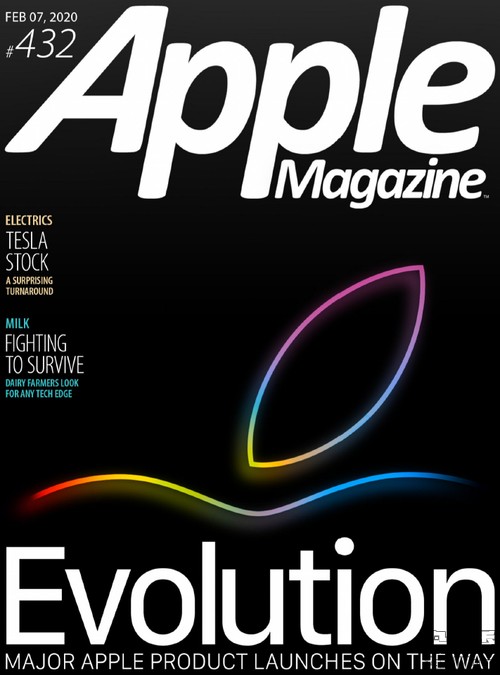 FEB 07, 2020
#432
Apple
Magazine
™
ELECTRICS
TESLA
STOCK
A SURPRISING
TURNAROUND
MILK
FIGHTING
TO SURVIVE
DAIRY FARMERS LOOK
FOR ANY TECH EDGE
Evolution
MAJOR APPLE PRODUCT LAUNCHES ON THE WAY